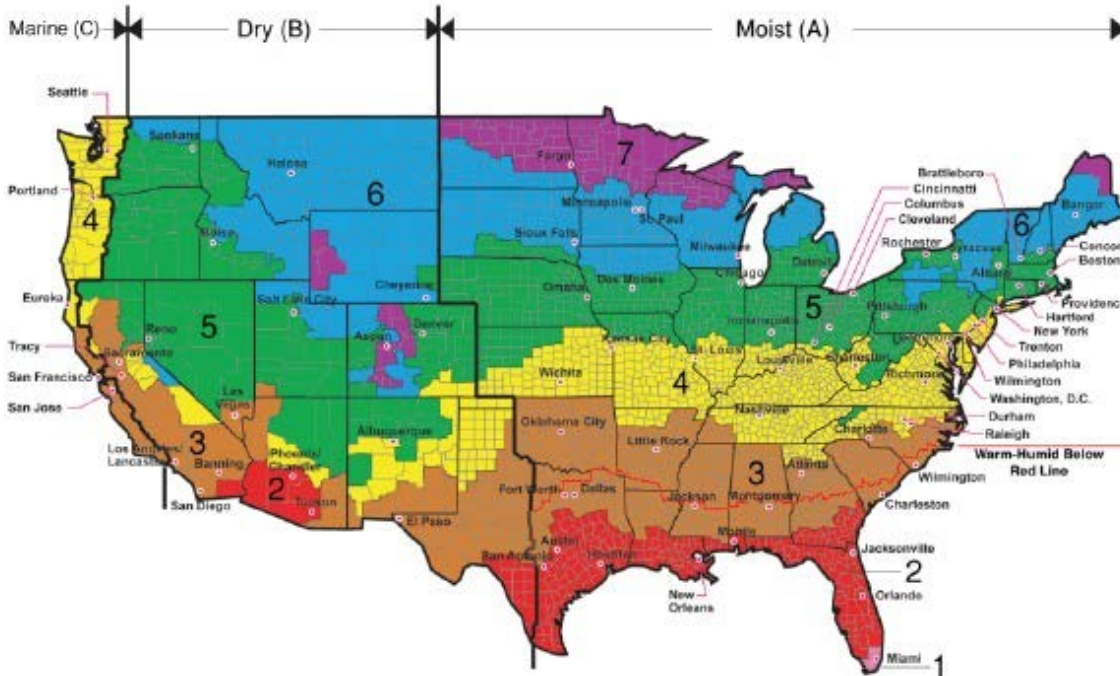 Marine (C)
Dry (B)
Moist (A)
Seattle
Spokane
Helena
Fargo
7
Brattleboro
Cincinnati
Columbus
Cleveland
Portland
4
6
Minneapolis
St. Paul
6
Bangor
Boise
Sioux Falls
Milwaukee
Rochester
Syracuse
Concord
Albany
Boston
Eureka
Salt Lake City
Cheyenne
Omaha
Des Moines
Chicago
Detroit
Providence
Hartford
5
Reno
Aspen
Denver
Indianapolis
5
Pittsburgh
New York
Tracy
Sacramento
Kansas City
St. Louis
Louisville
Charleston
Trenton
Philadelphia
San Francisco
Las
Vegas
Wichita
4
Richmond
Wilmington
Washington, D.C.
San Jose
Nashville
Durham
3
Albuquerque
Oklahoma City
Little Rock
Charlotte
Raleigh
Los Angeles/
Lancaster
Banning
Phoenix/
Chandler
2
3
Atlanta
Warm-Humid Below
Red Line
Wilmington
San Diego
Tucson
El Paso
Fort Worth
Dallas
Jackson
Montgomery
Charleston
Austin
San Antonio
Houston
Mobile
Jacksonville
2
New
Orleans
Orlando
Miami
1